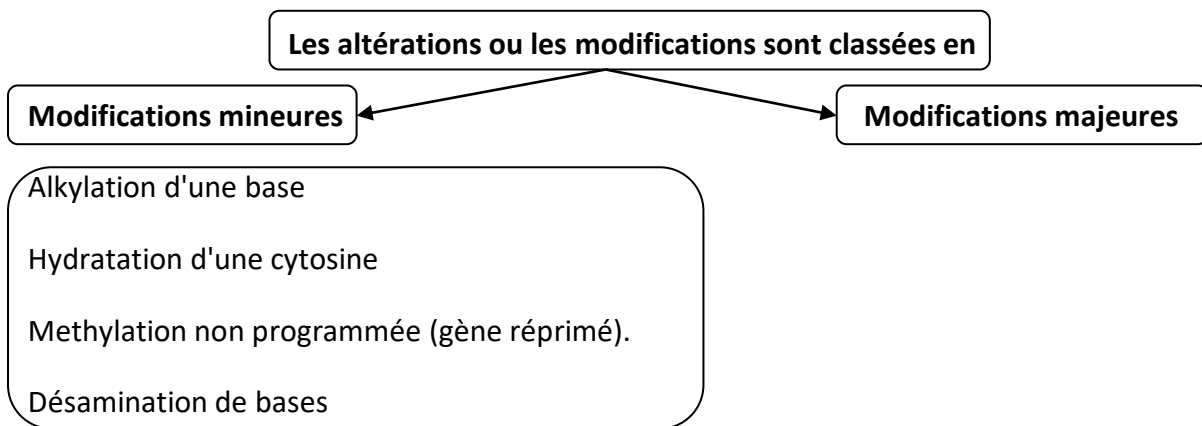 Les altérations ou les modifications sont classées en
Modifications mineures
Modifications majeures
Alkylation d'une base
Hydratation d'une cytosine
Methylation non programmée (gène réprimé).
Désamination de bases